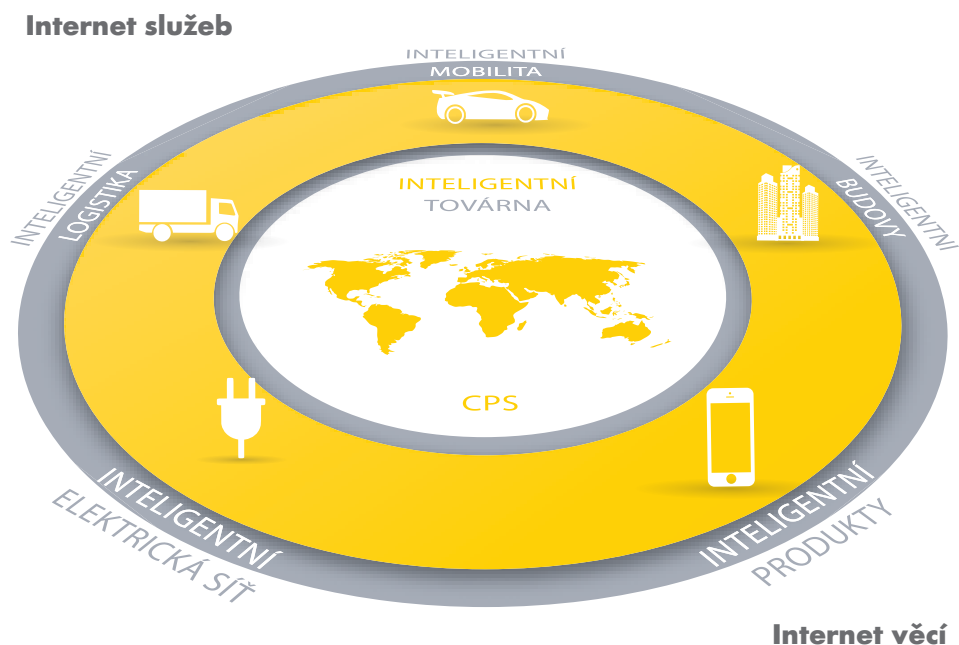 Internet služeb
INTELIGENTNÍ
MOBILITA
INTELIGENTNÍ
LOGISTIKA
INTELIGENTNÍ
BUDOVY
INTELIGENTNÍ
TOVÁRNA
CPS
INTELIGENTNÍ
ELEKTRICKÁ SÍŤ
INTELIGENTNÍ
PRODUKTY
Internet věcí